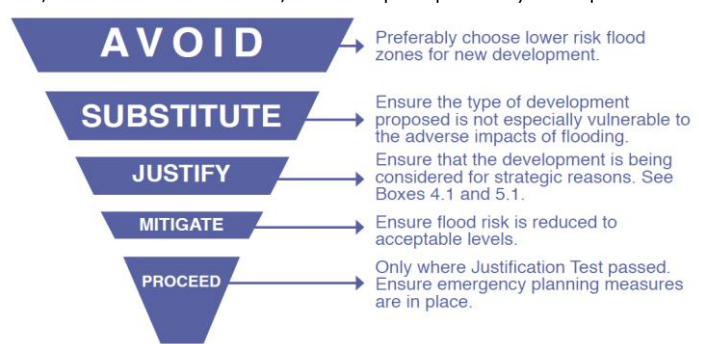 AVOID
Preferably choose lower risk flood
zones for new development.
SUBSTITUTE
Ensure the type of development
proposed is not especially vulnerable to
the adverse impacts of flooding.
JUSTIFY
Ensure that the development is being
considered for strategic reasons. See
Boxes 4.1 and 5.1.
MITIGATE
Ensure flood risk is reduced to
acceptable levels.
PROCEED
Only where Justification Test passed.
Ensure emergency planning measures
are in place.